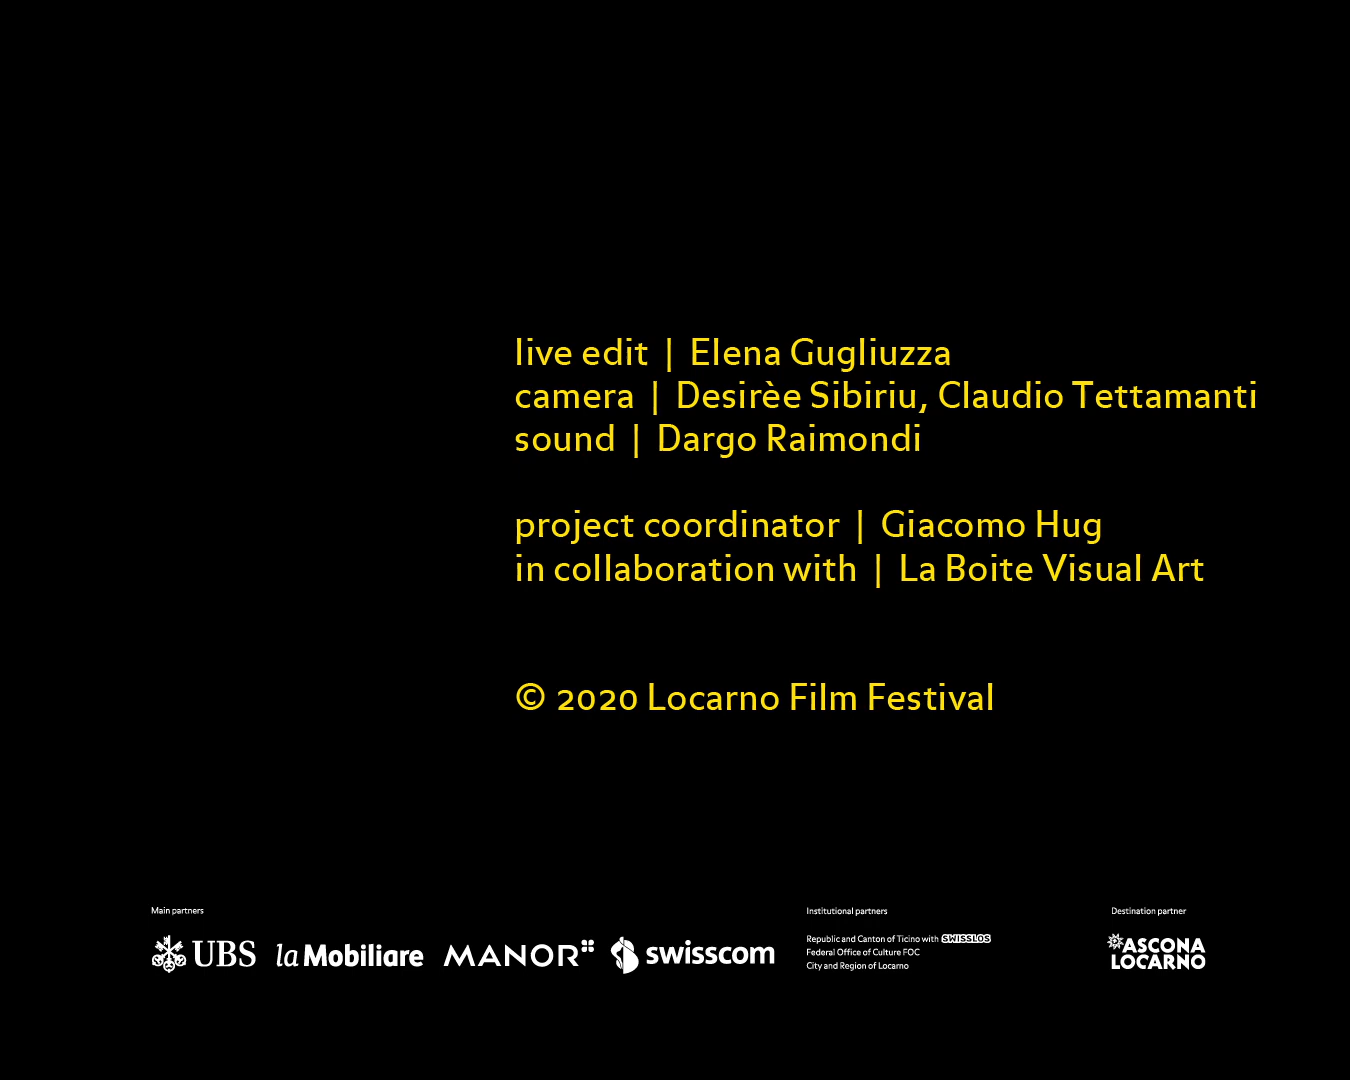 live edit | Elena Gugliuzza
camera | Desirèe Sibiriu, Claudio Tettamanti
sound | Dargo Raimondi
project coordinator | Giacomo Hug
in collaboration with | La Boite Visual Art
© 2020 Locarno Film Festival
Main partners
UBS la Mobiliare MANOR swisscom
Institutional partners
Republic and Canton of Ticino with SWISSLOS
Federal Office of Culture FOC
City and Region of Locarno
Destination partner
ASCONA
LOCARNO